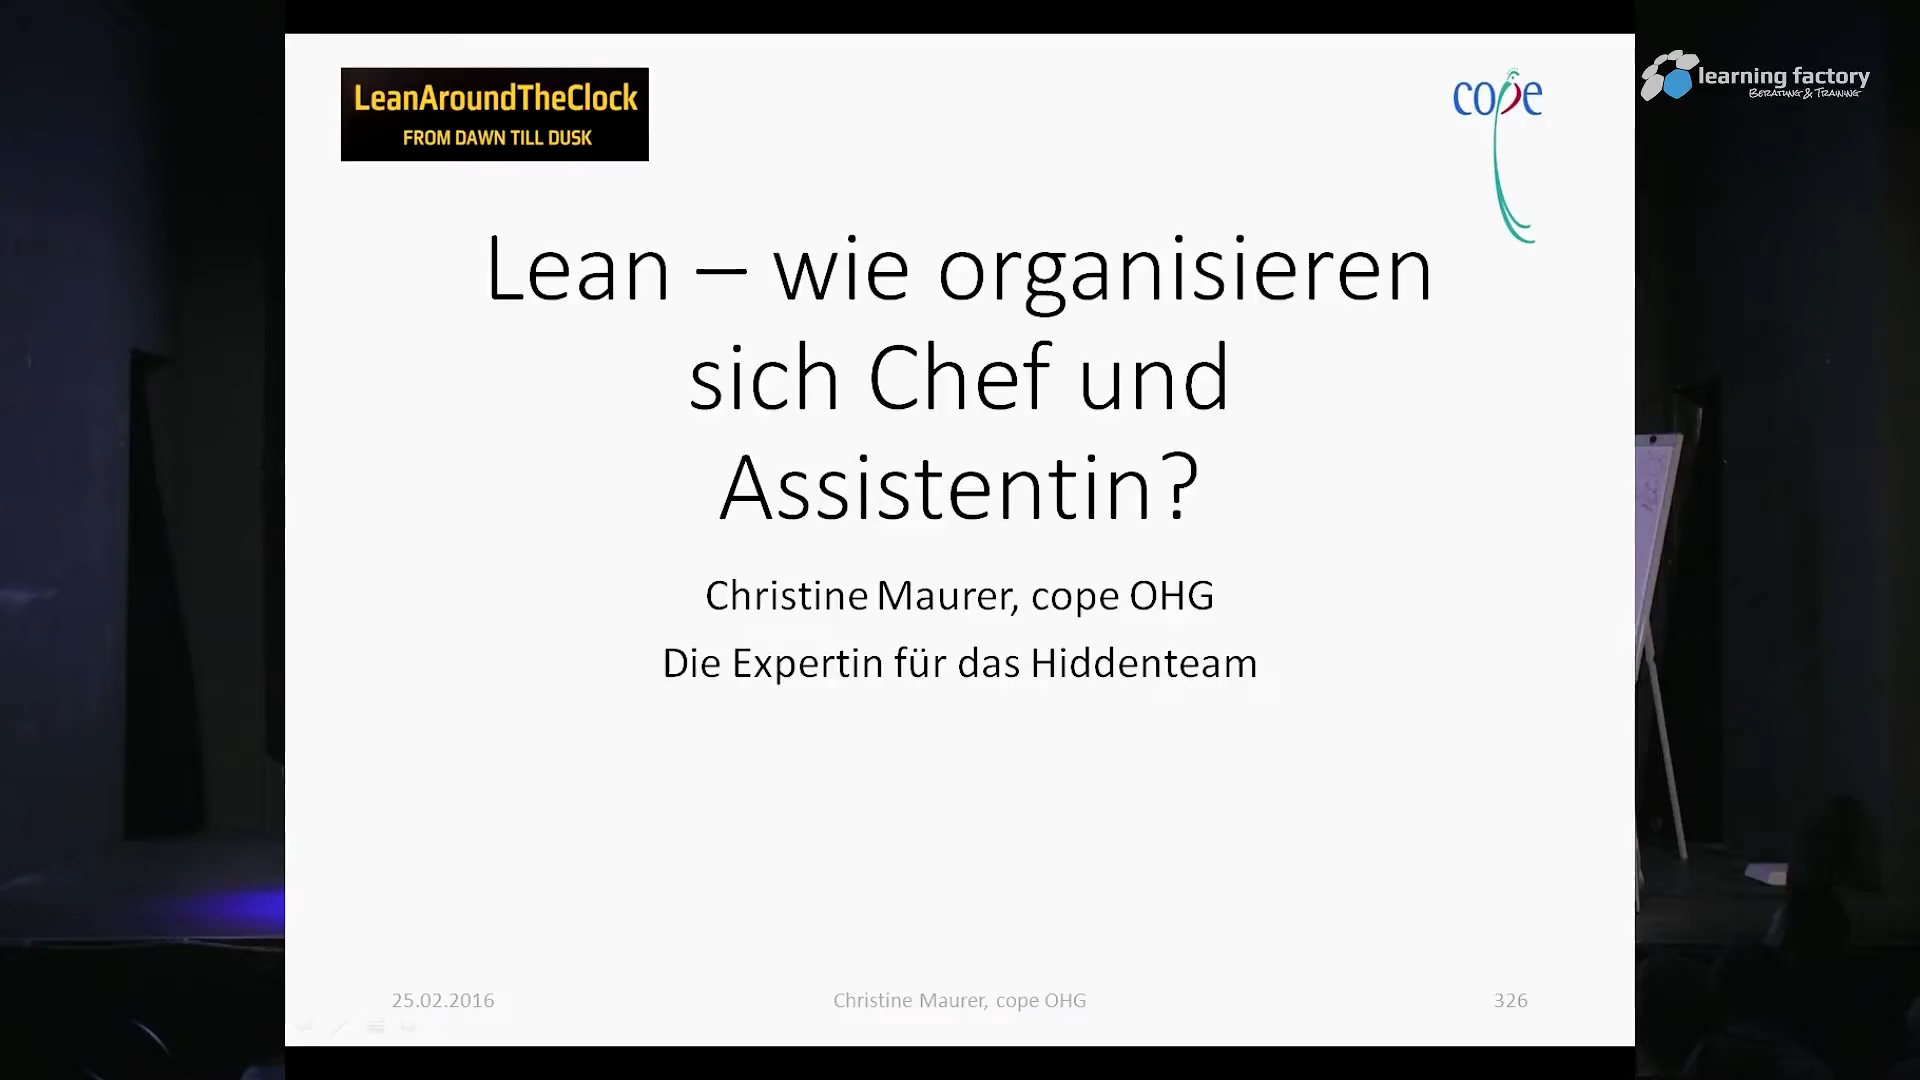 LeanAroundTheClock
FROM DAWN TILL DUSK
cope
learning factory
BERATUNG & TRAINING
Lean – wie organisieren
sich Chef und
Assistentin?
Christine Maurer, cope OHG
Die Expertin für das Hiddenteam
25.02.2016
Christine Maurer, cope OHG
326